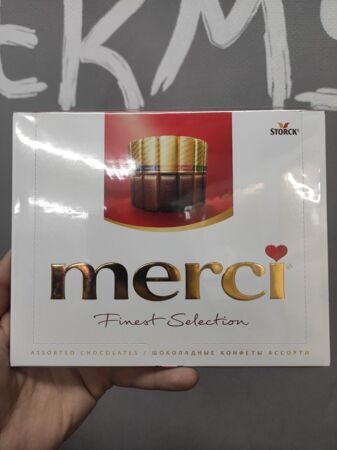 STORCK
merci
Finest Selection
ASSORTED CHOCOLATES / ШОКОЛАДНЫЕ КОНФЕТЫ АССОРТИ